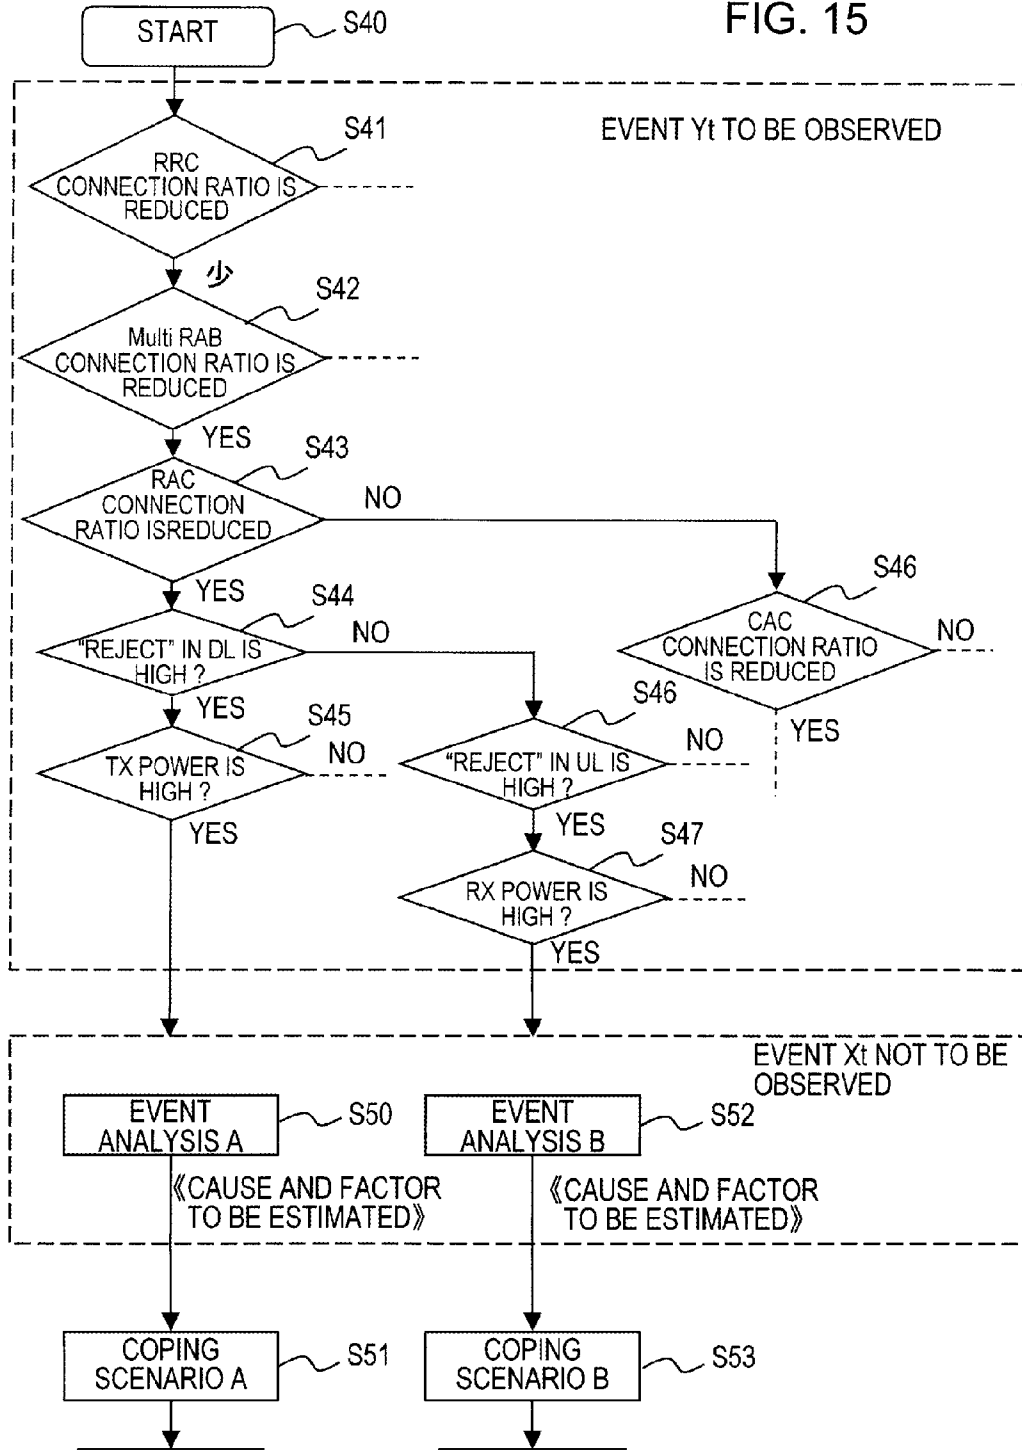 FIG. 15
START
S40
EVENT Yt TO BE OBSERVED
S41
RRC
CONNECTION RATIO IS
REDUCED
少
S42
Multi RAB
CONNECTION RATIO IS
REDUCED
YES
S43
RAC
CONNECTION
RATIO ISREDUCED
NO
YES
S44
"REJECT" IN DL IS
HIGH ?
NO
S46
CAC
CONNECTION RATIO
IS REDUCED
NO
YES
YES
S45
TX POWER IS
HIGH ?
NO
YES
S46
"REJECT" IN UL IS
HIGH ?
NO
YES
S47
RX POWER IS
HIGH ?
NO
YES
EVENT Xt NOT TO BE
OBSERVED
EVENT
ANALYSIS A
S50
EVENT
ANALYSIS B
S52
《CAUSE AND FACTOR
TO BE ESTIMATED》
《CAUSE AND FACTOR
TO BE ESTIMATED》
COPING
SCENARIO A
S51
COPING
SCENARIO B
S53